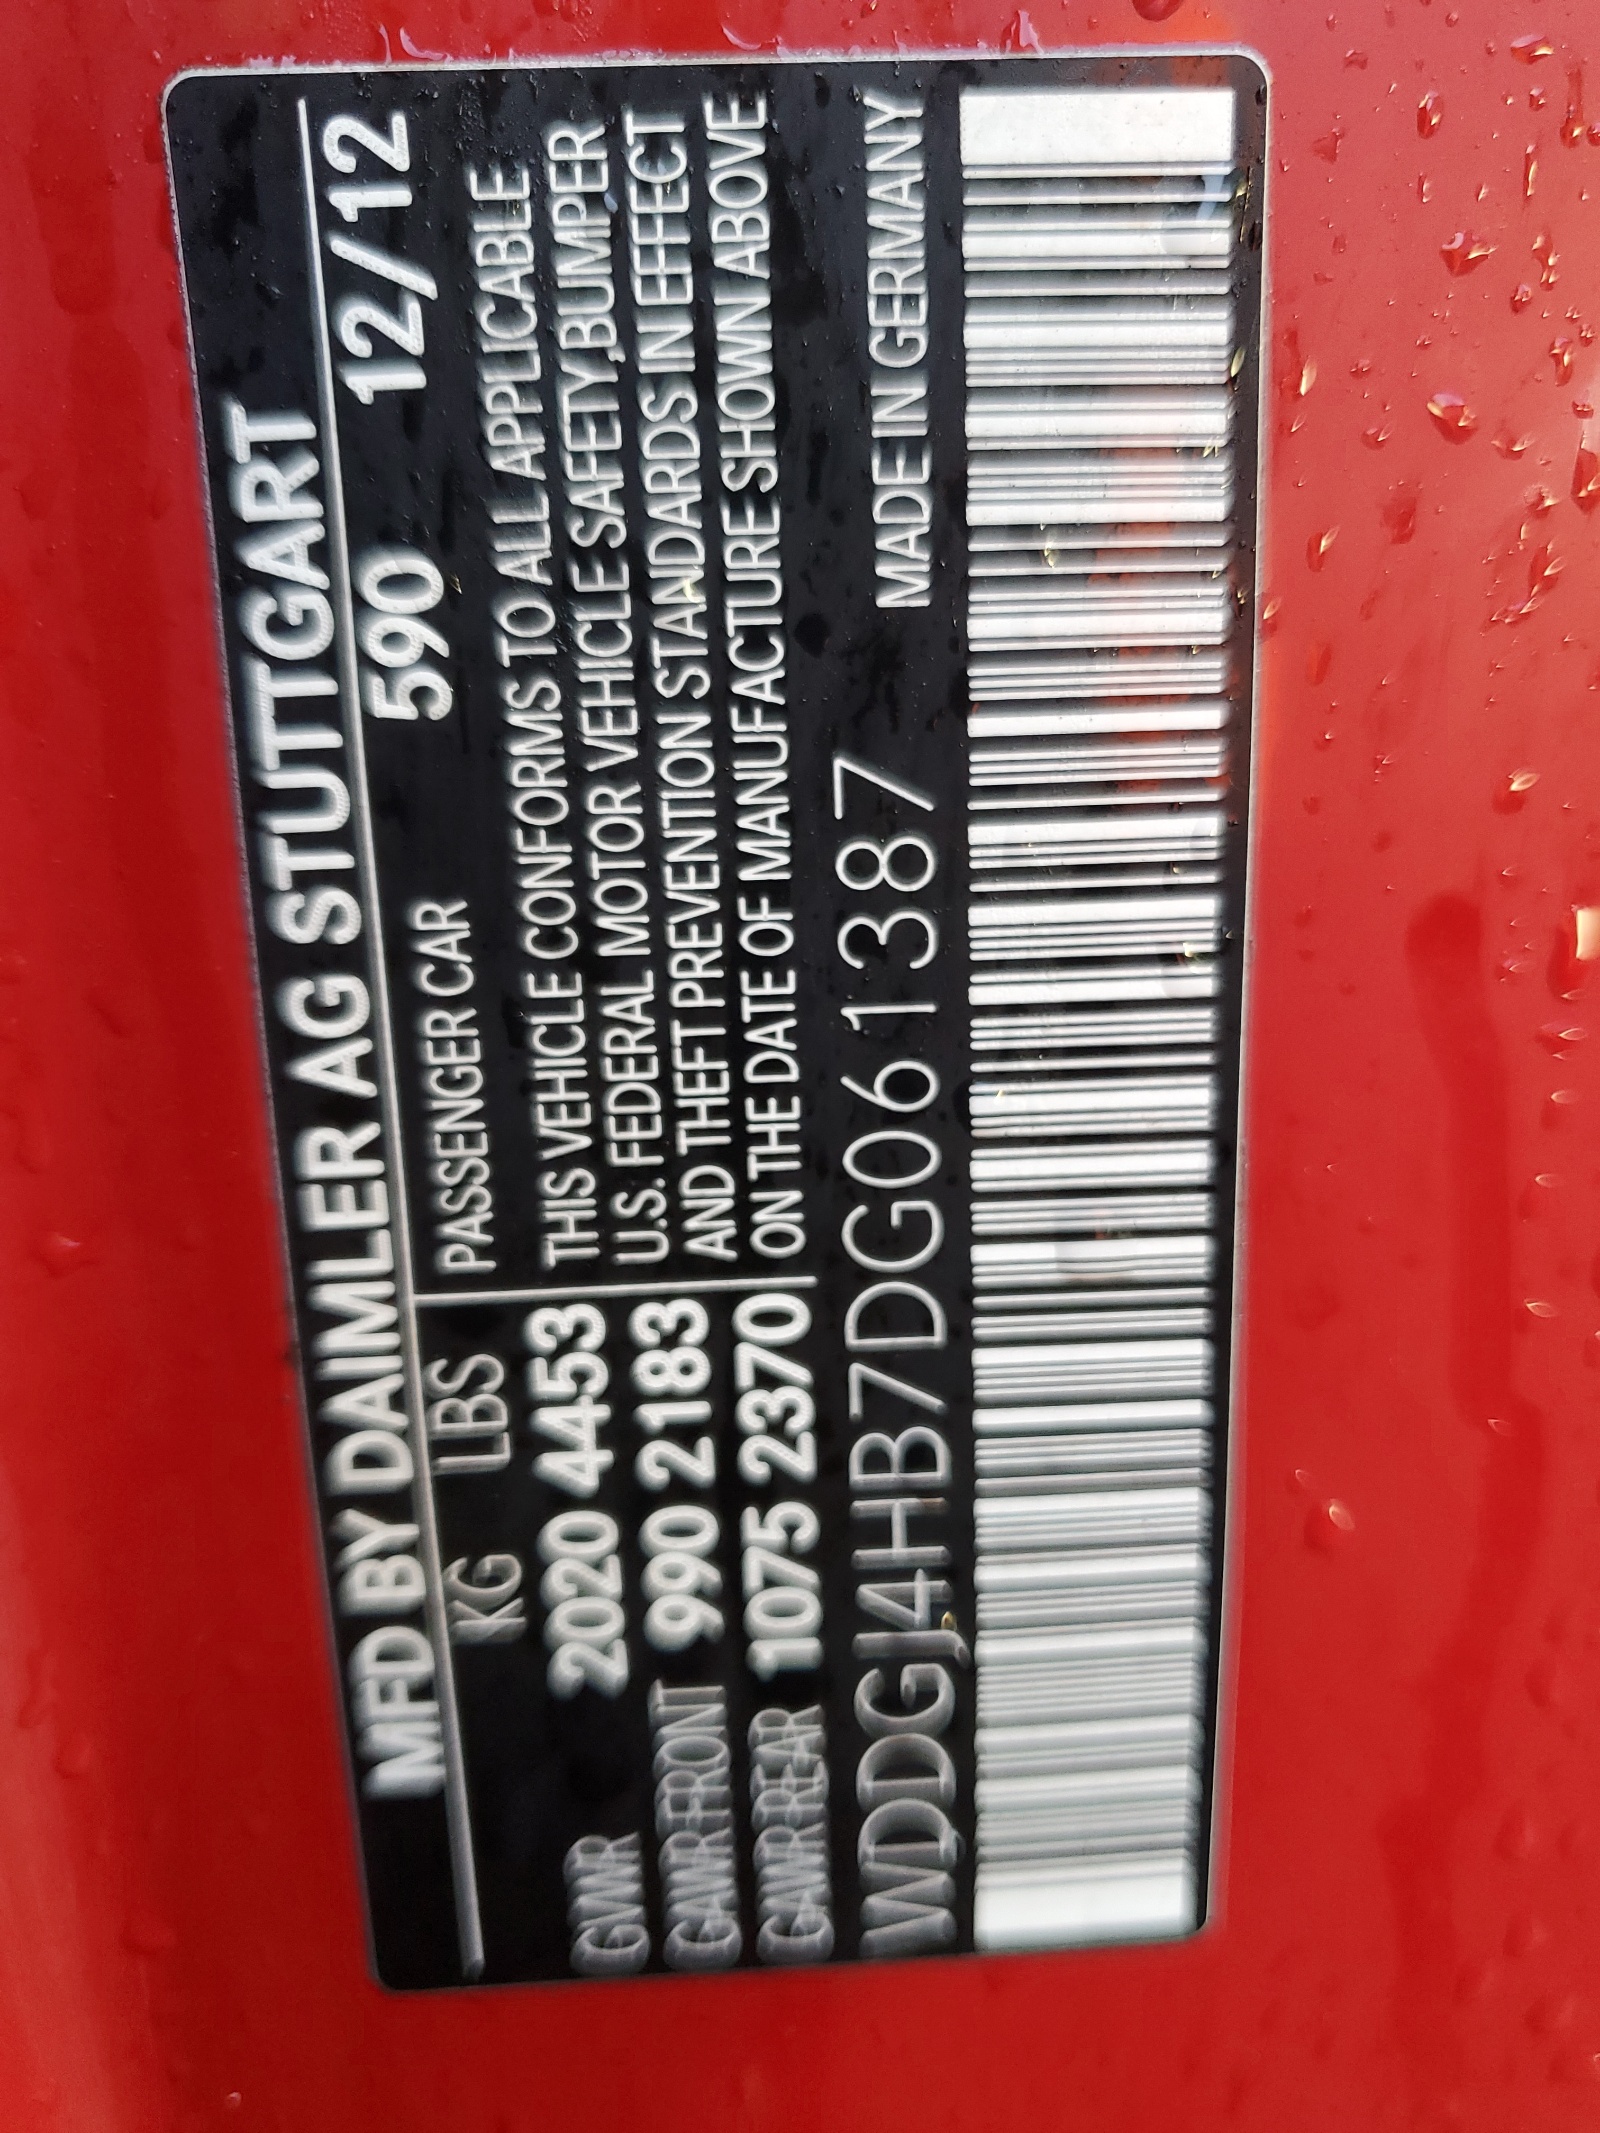 MFD BY DAIMLER AG STUTTGART
590 12/12
KG LBS PASSENGER CAR
GVWR 2020 4453 THIS VEHICLE CONFORMS TO ALL APPLICABLE
U.S. FEDERAL MOTOR VEHICLE SAFETY,BUMPER
GAWR-FRONT 990 2183 AND THEFT PREVENTION STANDARDS IN EFFECT
GAWR-REAR 1075 2370 ON THE DATE OF MANUFACTURE SHOWN ABOVE
WDDGJ4HB7DG061387 MADE IN GERMANY